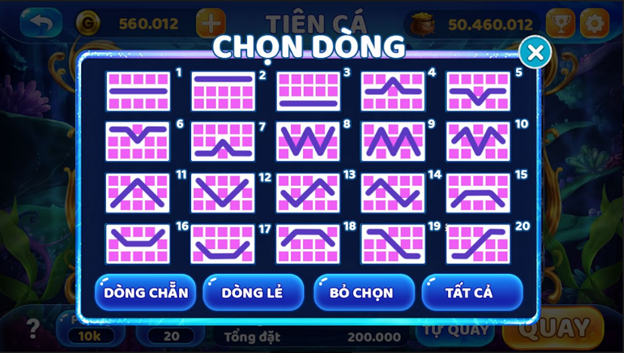 560.012
TIÊN CÁ
50.460.012
CHỌN DÒNG
1 2 3 4 5
6 7 8 9 10
11 12 13 14 15
16 17 18 19 20
DÒNG CHẴN DÒNG LẺ BỎ CHỌN TẤT CẢ
? 10k 20 Tổng đặt 200.000 TỰ QUAY QUAY